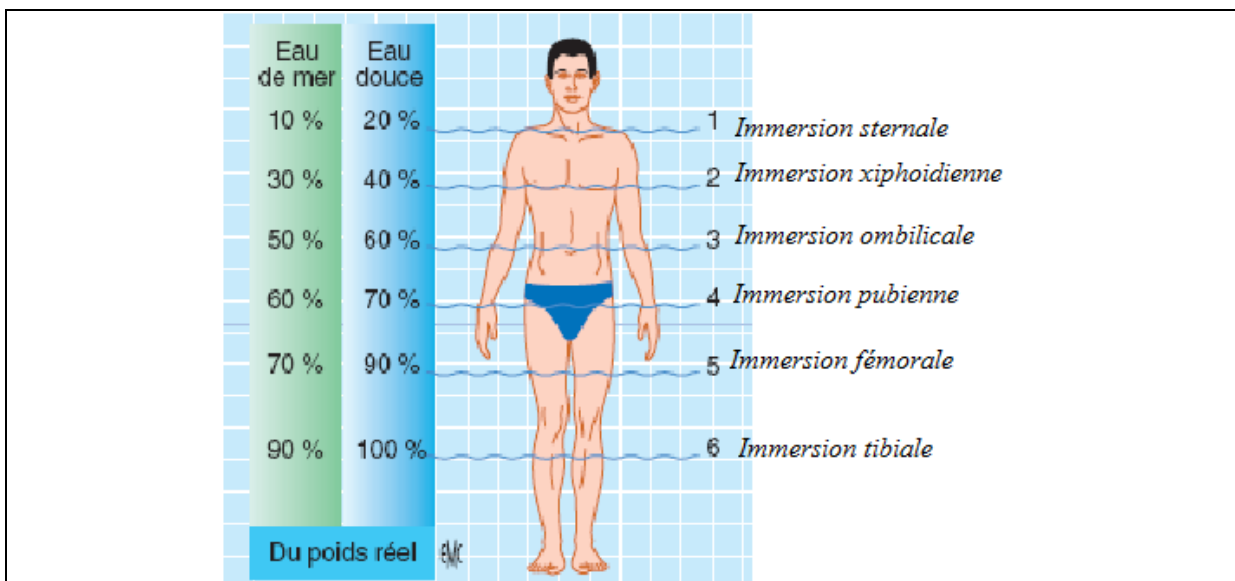 Eau de mer
Eau douce
10 %
20 %
1 Immersion sternale
30 %
40 %
2 Immersion xiphoidienne
50 %
60 %
3 Immersion ombilicale
60 %
70 %
4 Immersion pubienne
70 %
90 %
5 Immersion fémorale
90 %
100 %
6 Immersion tibiale
Du poids réel
EMC